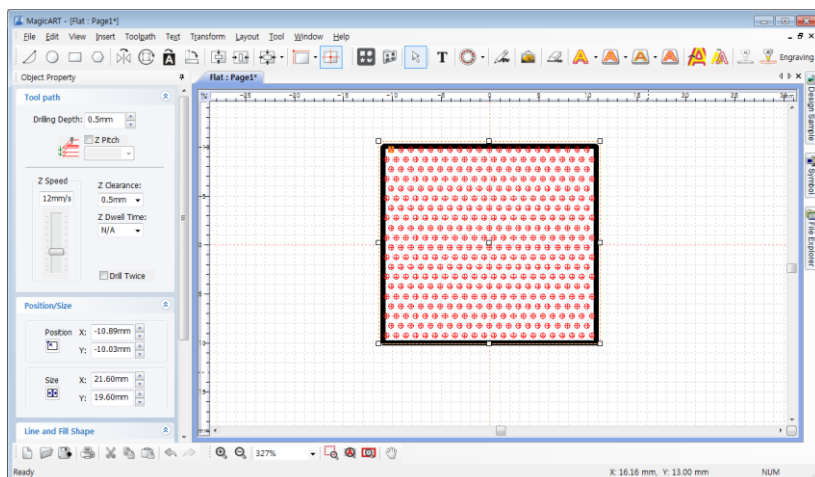 MagicART - [Flat : Page1*]
File Edit View Insert Toolpath Text Transform Layout Tool Window Help
A T A A A A Engraving
Object Property
Flat : Page1*
Tool path
Drilling Depth: 0.5mm
Z Pitch
Z Speed
12mm/s
Z Clearance:
0.5mm
Z Dwell Time:
N/A
Drill Twice
Position/Size
Position X: -10.89mm
Y: -10.03mm
Size X: 21.60mm
Y: 19.60mm
Line and Fill Shape
Design Sample
Symbol
File Explorer
327%
Ready
X: 16.16 mm, Y: 13.00 mm
NUM